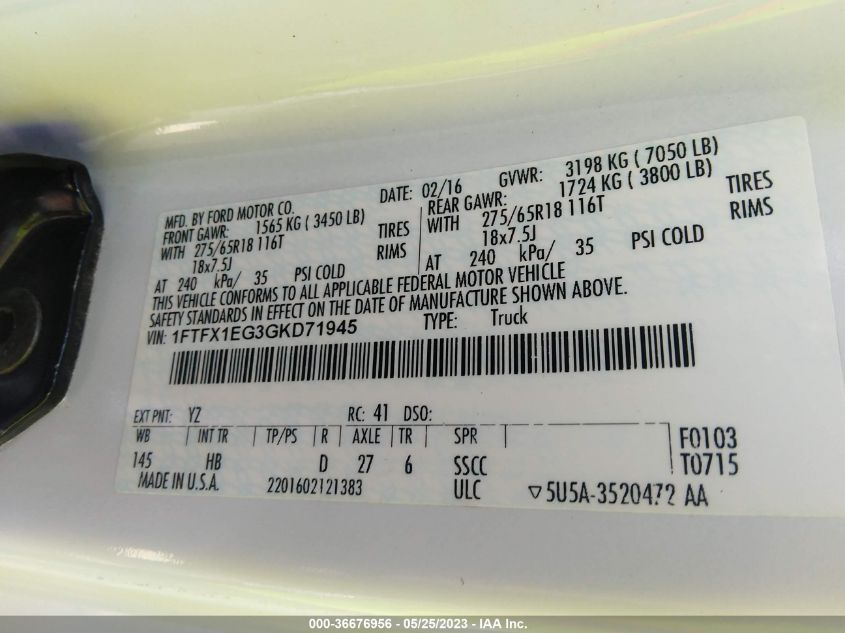 MFD. BY FORD MOTOR CO.
DATE: 02/16 GVWR: 3198 KG ( 7050 LB)
FRONT GAWR: 1565 KG ( 3450 LB)
REAR GAWR: 1724 KG ( 3800 LB)
WITH 275/65R18 116T TIRES
WITH 275/65R18 116T TIRES
18x7.5J RIMS
18x7.5J RIMS
AT 240 kPa/ 35 PSI COLD
AT 240 kPa/ 35 PSI COLD
THIS VEHICLE CONFORMS TO ALL APPLICABLE FEDERAL MOTOR VEHICLE
SAFETY STANDARDS IN EFFECT ON THE DATE OF MANUFACTURE SHOWN ABOVE.
VIN: 1FTFX1EG3GKD71945 TYPE: Truck
EXT PNT: YZ RC: 41 DSO:
WB INT TR TP/PS R AXLE TR SPR
F0103
145 HB D 27 6 SSCC
T0715
MADE IN U.S.A. 2201602121383 ULC ▽5U5A-3520472 AA
000-36676956 - 05/25/2023 - IAA Inc.